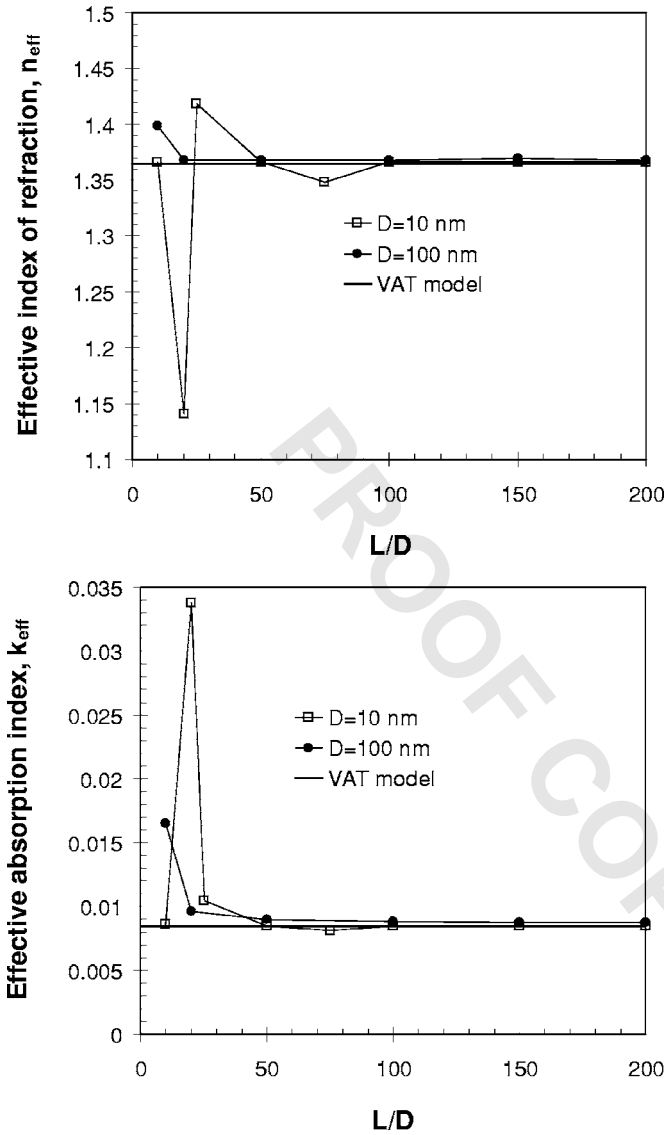 1.5
1.45
1.4
1.35
1.3
1.25
1.2
1.15
1.1
Effective index of refraction, neff
D=10 nm
D=100 nm
VAT model
0 50 100 150 200
L/D
0.035
0.03
0.025
0.02
0.015
0.01
0.005
0
Effective absorption index, keff
D=10 nm
D=100 nm
VAT model
0 50 100 150 200
L/D
PROOF COP